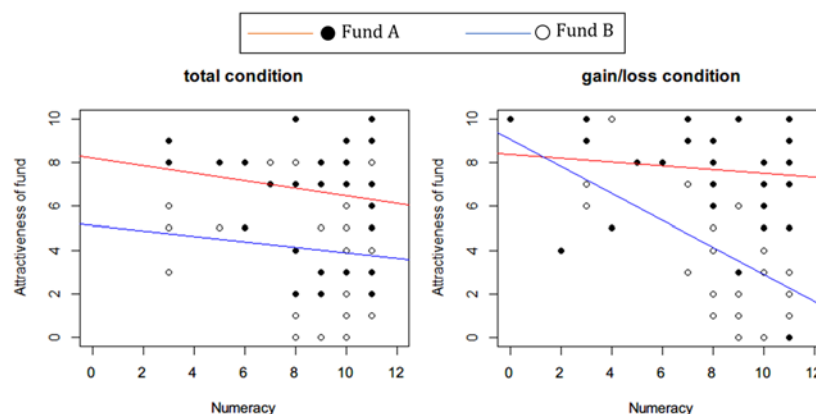 Fund A Fund B
total condition
gain/loss condition
Attractiveness of fund
10
8
6
4
2
0
0 2 4 6 8 10 12
Numeracy
Attractiveness of fund
10
8
6
4
2
0
0 2 4 6 8 10 12
Numeracy